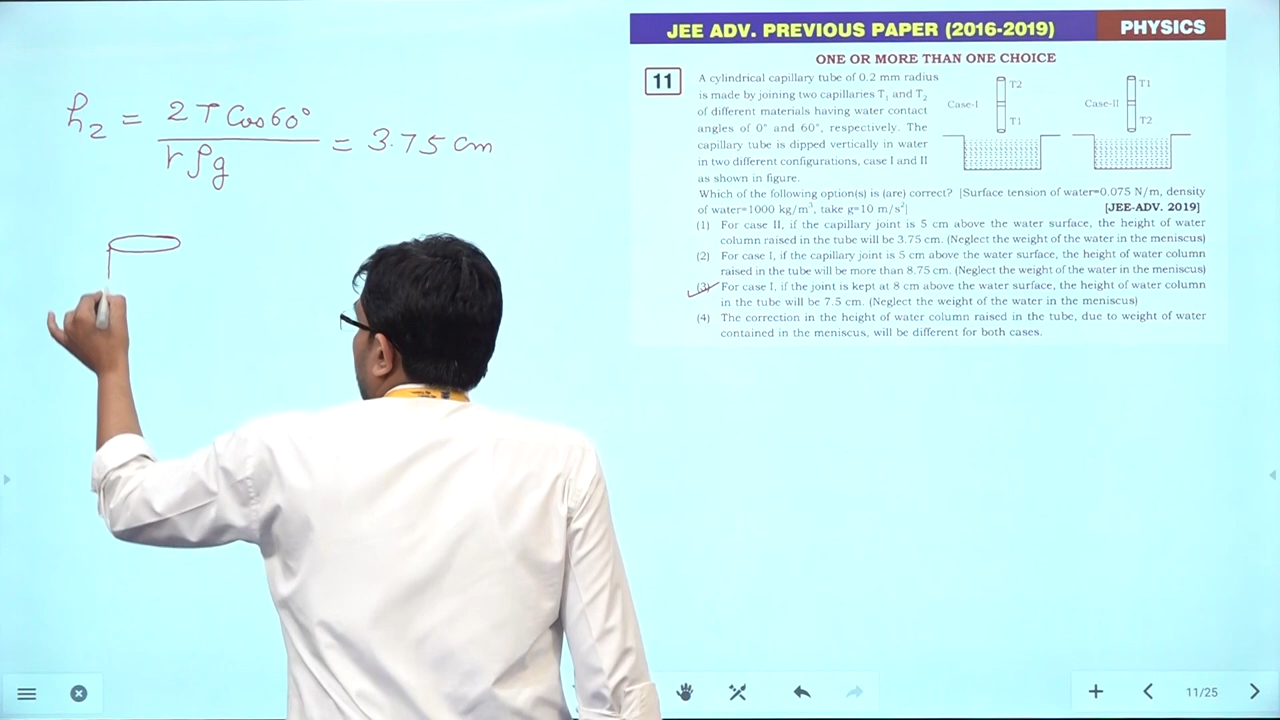 JEE ADV. PREVIOUS PAPER (2016-2019) PHYSICS
ONE OR MORE THAN ONE CHOICE
11
A cylindrical capillary tube of 0.2 mm radius
is made by joining two capillaries T₁ and T₂
of different materials having water contact
angles of 0° and 60°, respectively. The
capillary tube is dipped vertically in water
in two different configurations, case I and II
as shown in figure.
Case-I
T2
T1
Case-II
T1
T2
Which of the following option(s) is (are) correct? |Surface tension of water=0.075 N/m, density
of water=1000 kg/m³, take g=10 m/s²| [JEE-ADV. 2019]
(1) For case II, if the capillary joint is 5 cm above the water surface, the height of water
column raised in the tube will be 3.75 cm. (Neglect the weight of the water in the meniscus)
(2) For case I, if the capillary joint is 5 cm above the water surface, the height of water column
raised in the tube will be more than 8.75 cm. (Neglect the weight of the water in the meniscus)
(3) For case I, if the joint is kept at 8 cm above the water surface, the height of water column
in the tube will be 7.5 cm. (Neglect the weight of the water in the meniscus)
(4) The correction in the height of water column raised in the tube, due to weight of water
contained in the meniscus, will be different for both cases.
h₂ = 2T Cos60° / rρg = 3.75 cm
11/25